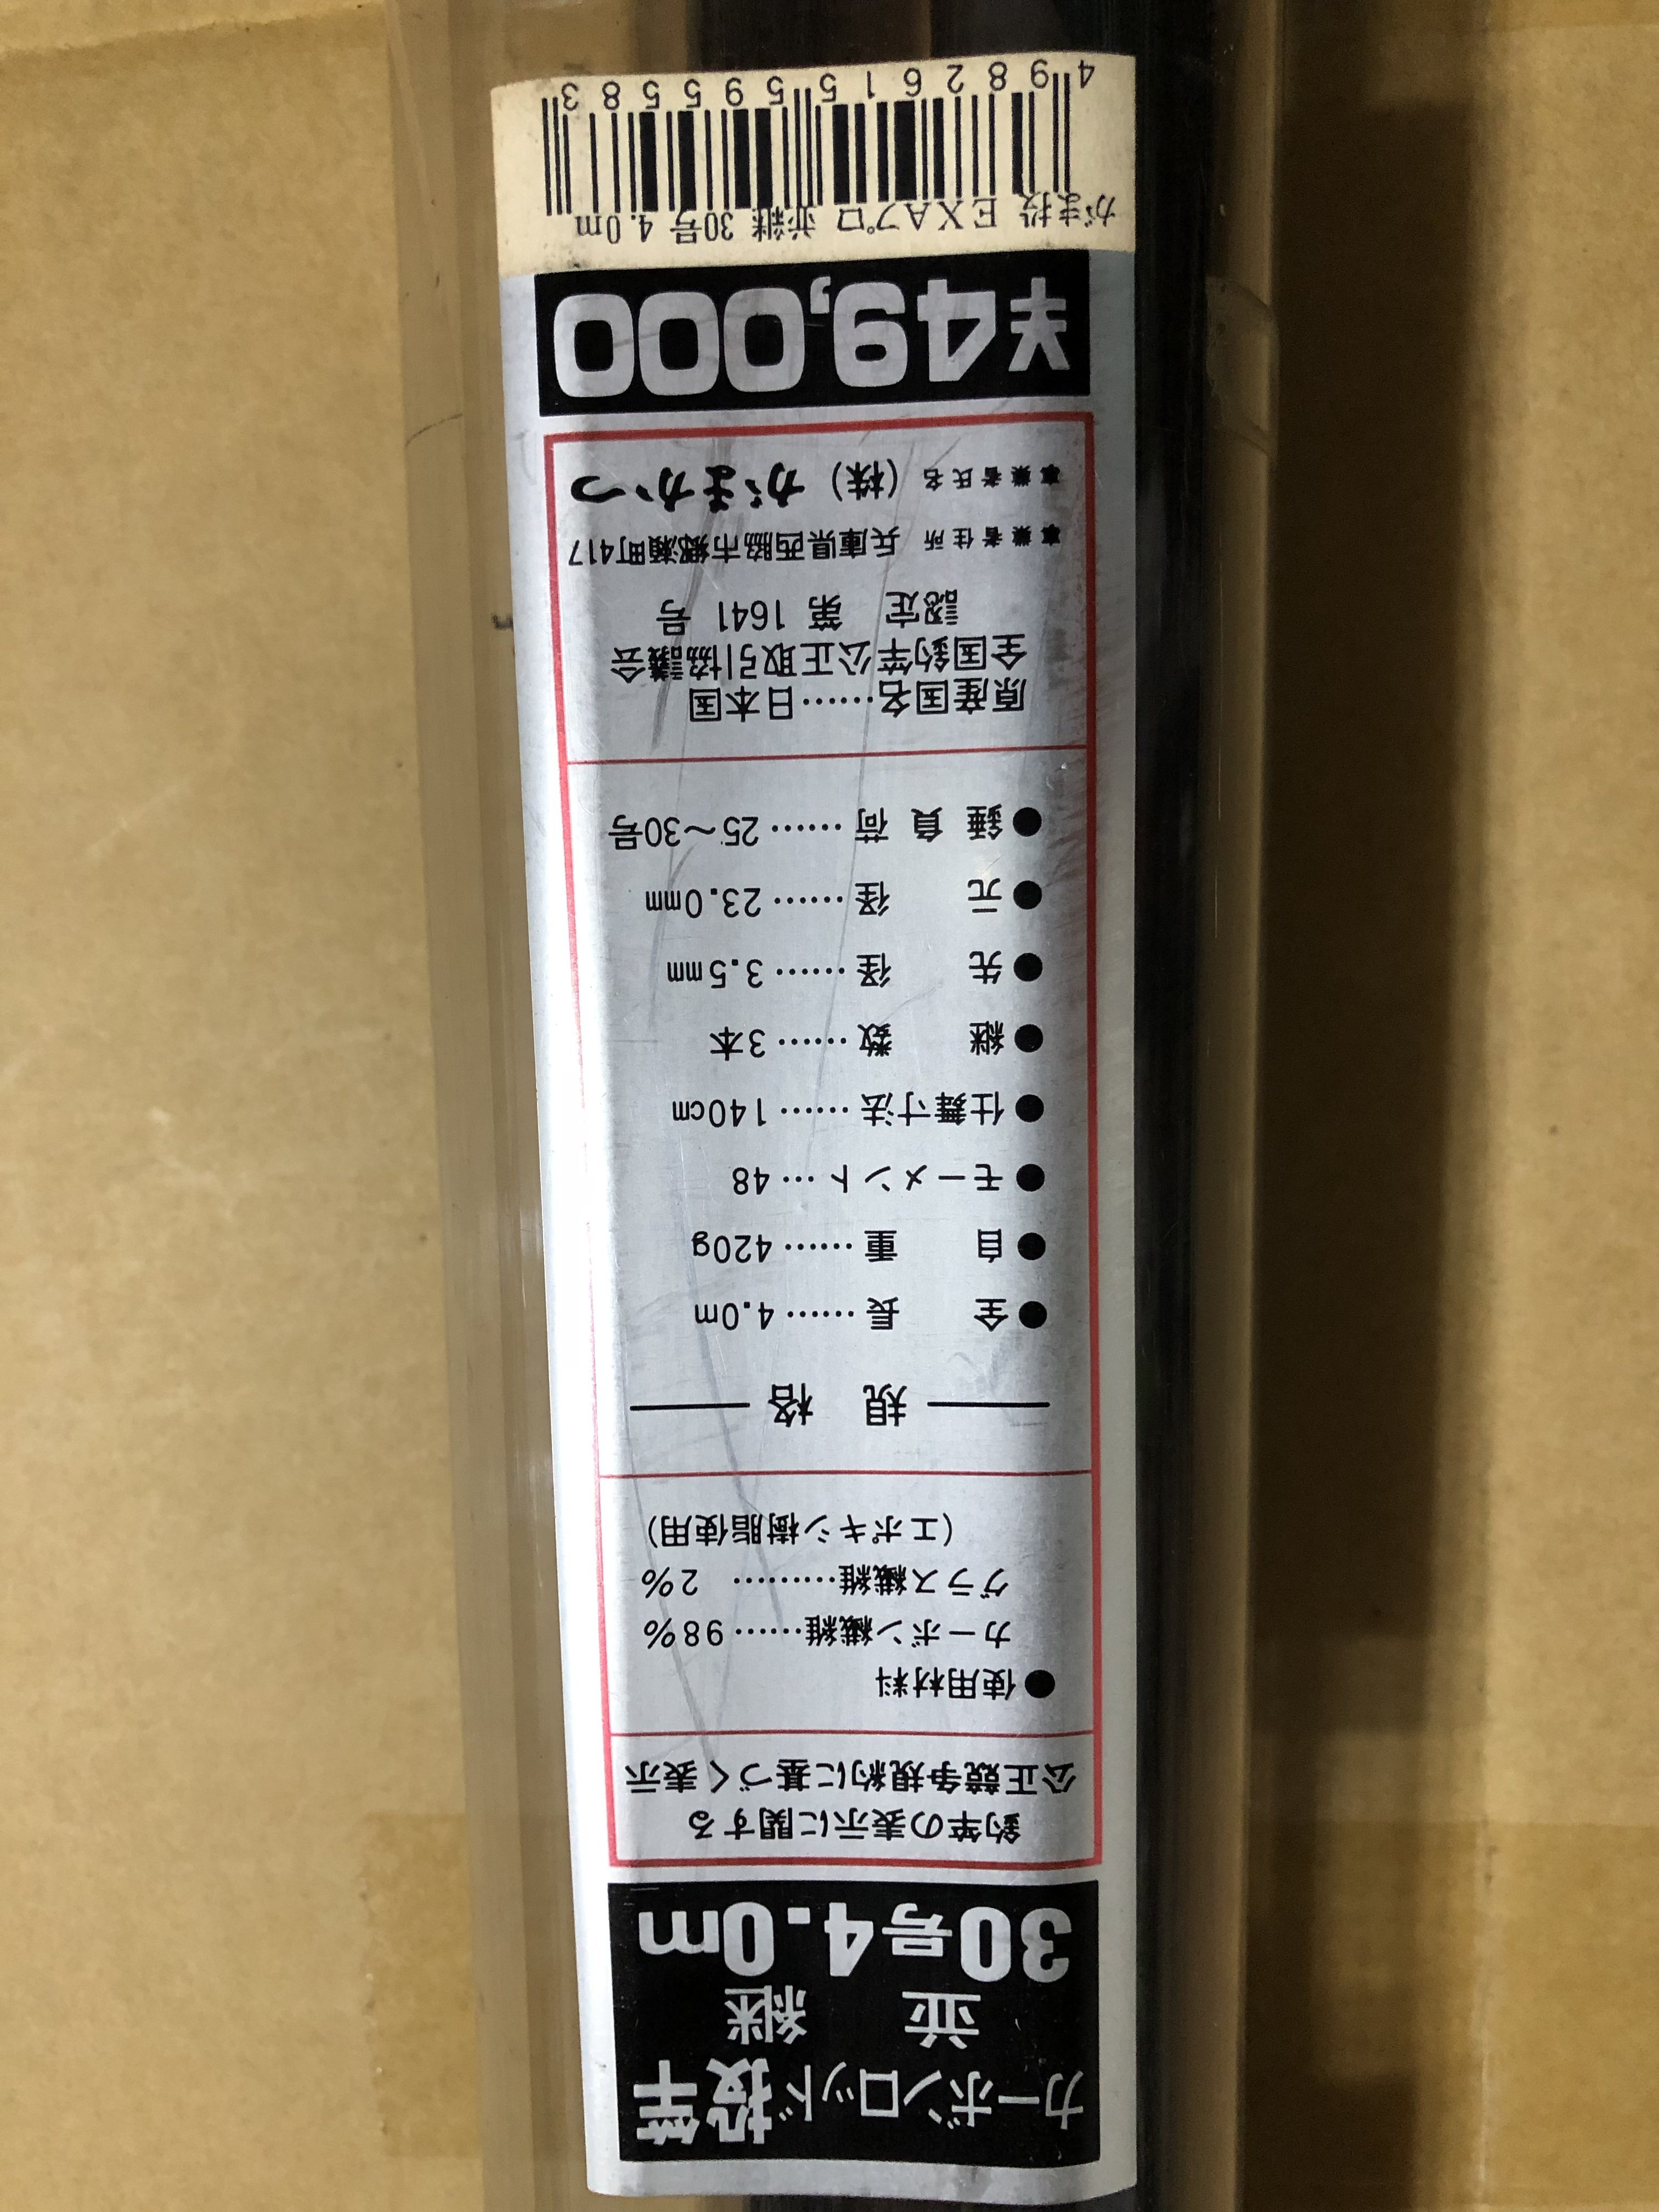 カーボンロッド投竿
並 継
30号4.0m
釣竿の表示に関する
公正競争規約に基づく表示
●使用材料
カーボン繊維……98%
グラス繊維……… 2%
(エポキシ樹脂使用)
規 格
●全 長……4.0m
●自 重……420g
●モーメント…48
●仕舞寸法……140cm
●継 数……3本
●先 径……3.5mm
●元 径……23.0mm
●錘 負 荷……25〜30号
原産国名……日本国
全国釣竿公正取引協議会
認定 第 1641 号
事業者住所 兵庫県西脇市郷瀬町417
事業者氏名 (株) がまかつ
¥49,000
がま投 EXAプロ 並継 30号 4.0m
4982615595583